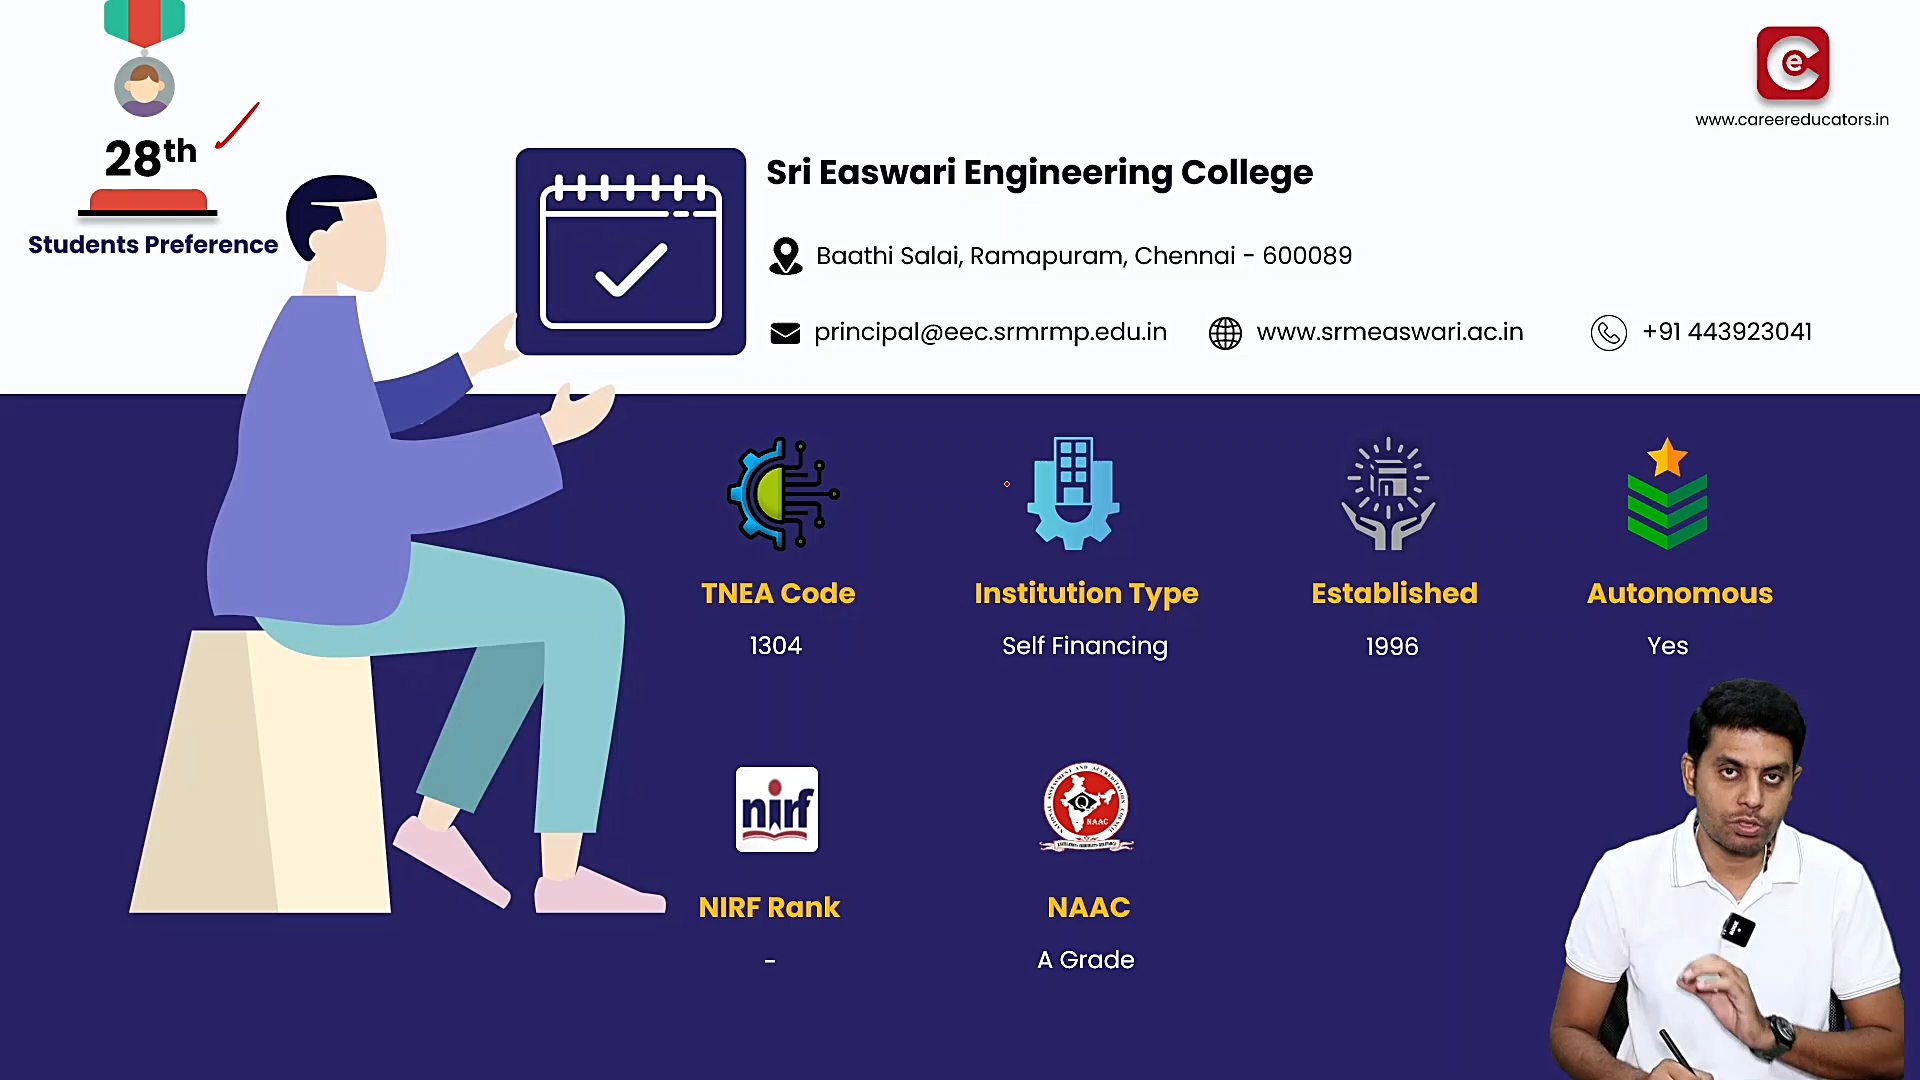 28th
Students Preference
e
www.careereducators.in
Sri Easwari Engineering College
Baathi Salai, Ramapuram, Chennai - 600089
principal@eec.srmrmp.edu.in
www.srmeaswari.ac.in
+91 443923041
TNEA Code
1304
Institution Type
Self Financing
Established
1996
Autonomous
Yes
nirf
NIRF Rank
-
NAAC
NAAC
A Grade